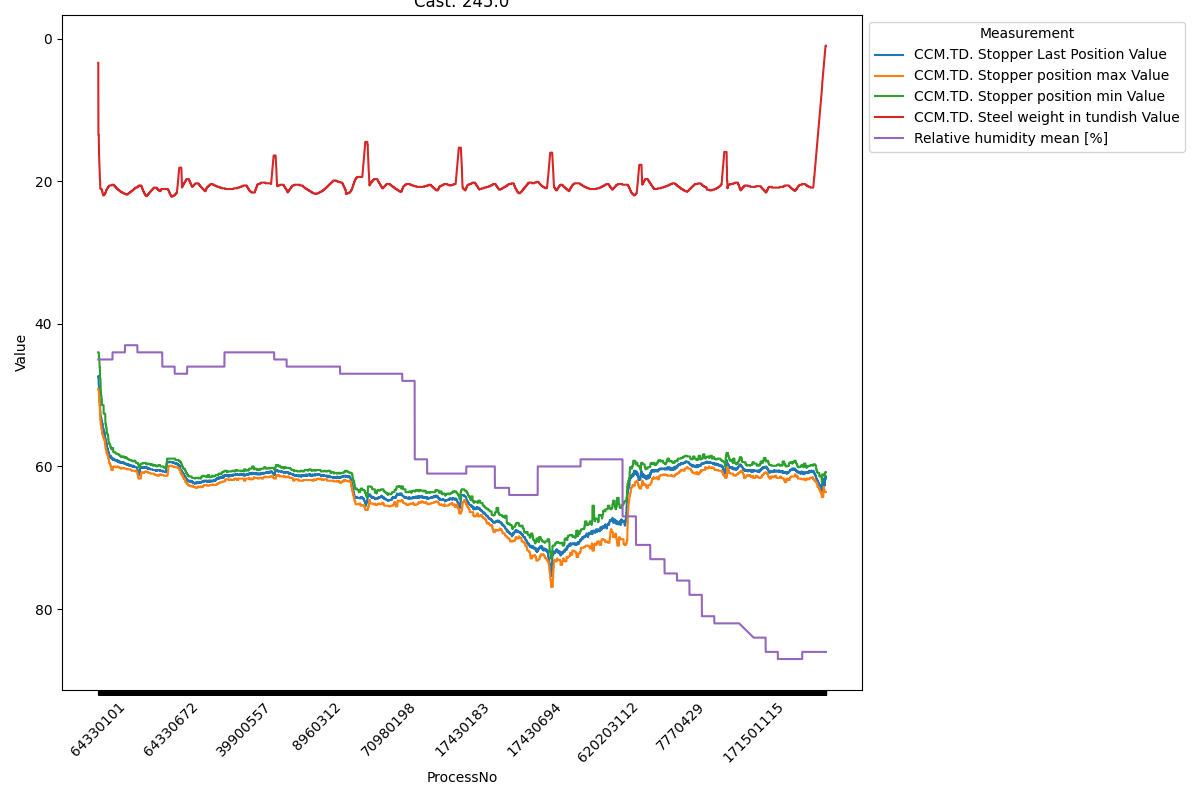 Cast: 245.0
Measurement
CCM.TD. Stopper Last Position Value
CCM.TD. Stopper position max Value
CCM.TD. Stopper position min Value
CCM.TD. Steel weight in tundish Value
Relative humidity mean [%]
0
20
40
60
80
Value
64330101
64330672
39900557
8960312
70980198
17430183
17430694
620203112
7770429
171501115
ProcessNo